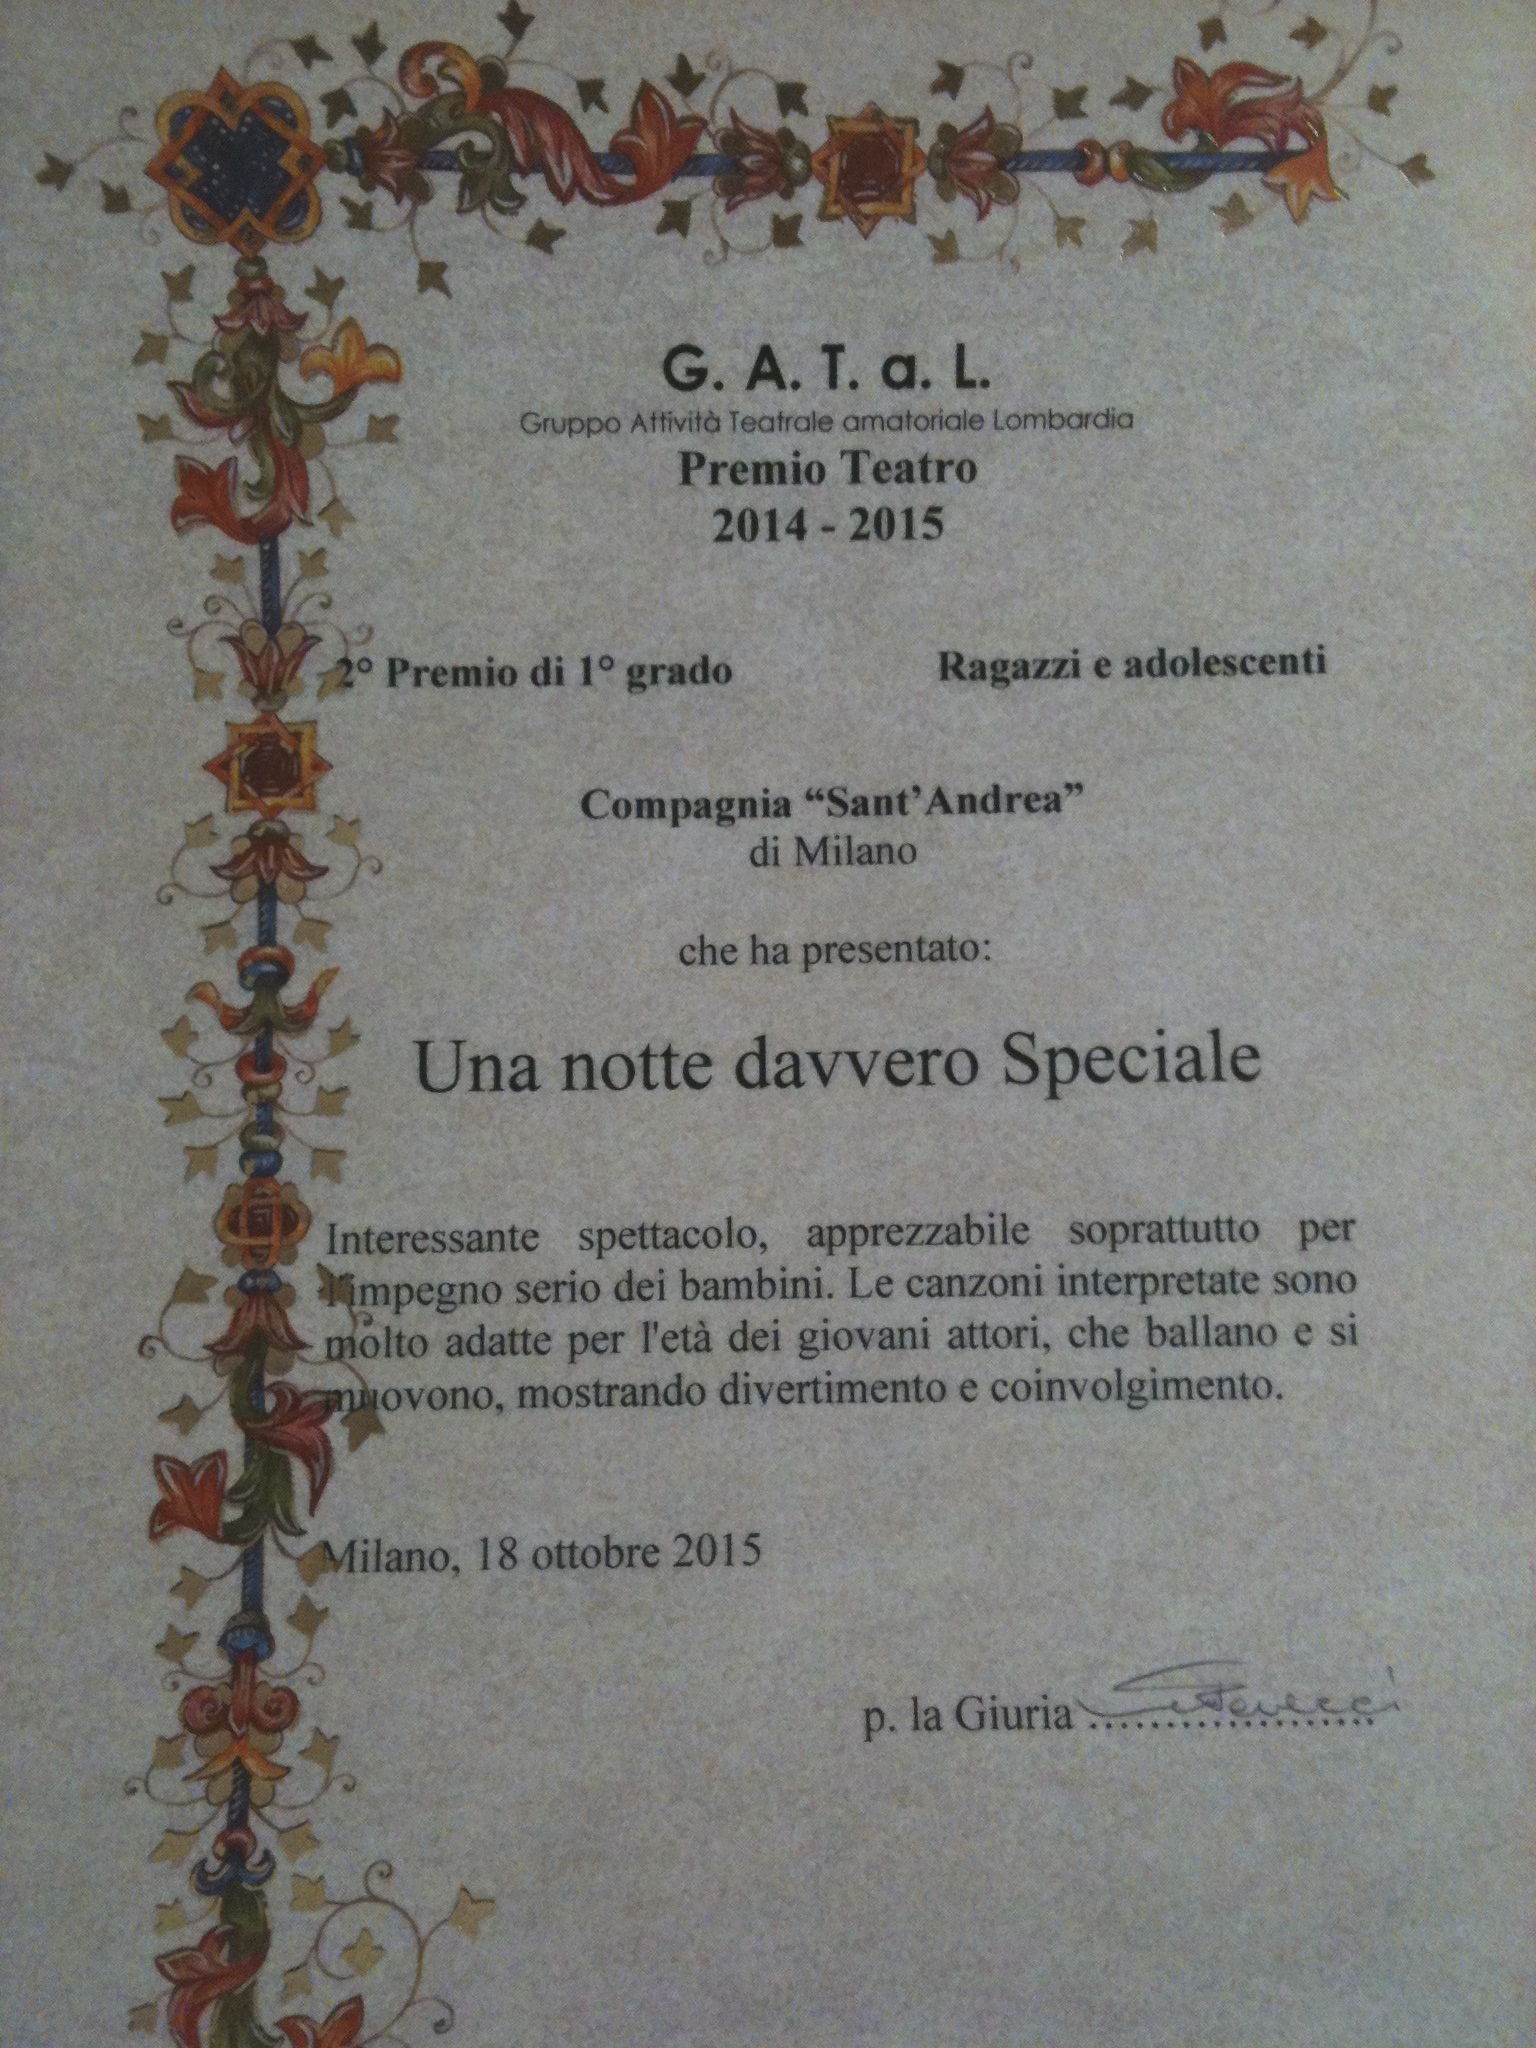 G. A. T. a. L.
Gruppo Attività Teatrale amatoriale Lombardia
Premio Teatro
2014 - 2015
2° Premio di 1° grado Ragazzi e adolescenti
Compagnia “Sant’Andrea”
di Milano
che ha presentato:
Una notte davvero Speciale
Interessante spettacolo, apprezzabile soprattutto per
l'impegno serio dei bambini. Le canzoni interpretate sono
molto adatte per l'età dei giovani attori, che ballano e si
muovono, mostrando divertimento e coinvolgimento.
Milano, 18 ottobre 2015
p. la Giuria ....................